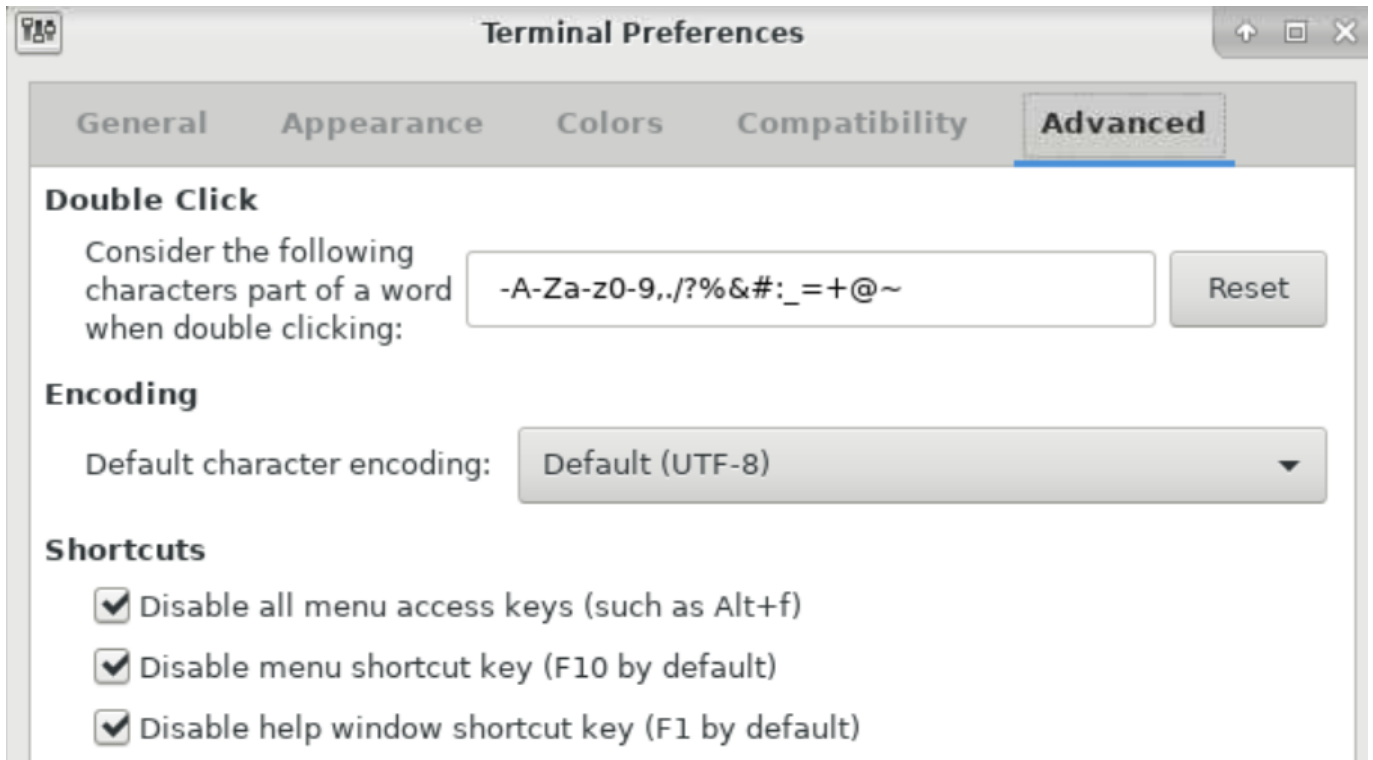 Terminal Preferences
General Appearance Colors Compatibility Advanced
Double Click
Consider the following
characters part of a word
when double clicking:
-A-Za-z0-9,./?%&#:_=+@~
Reset
Encoding
Default character encoding: Default (UTF-8)
Shortcuts
Disable all menu access keys (such as Alt+f)
Disable menu shortcut key (F10 by default)
Disable help window shortcut key (F1 by default)